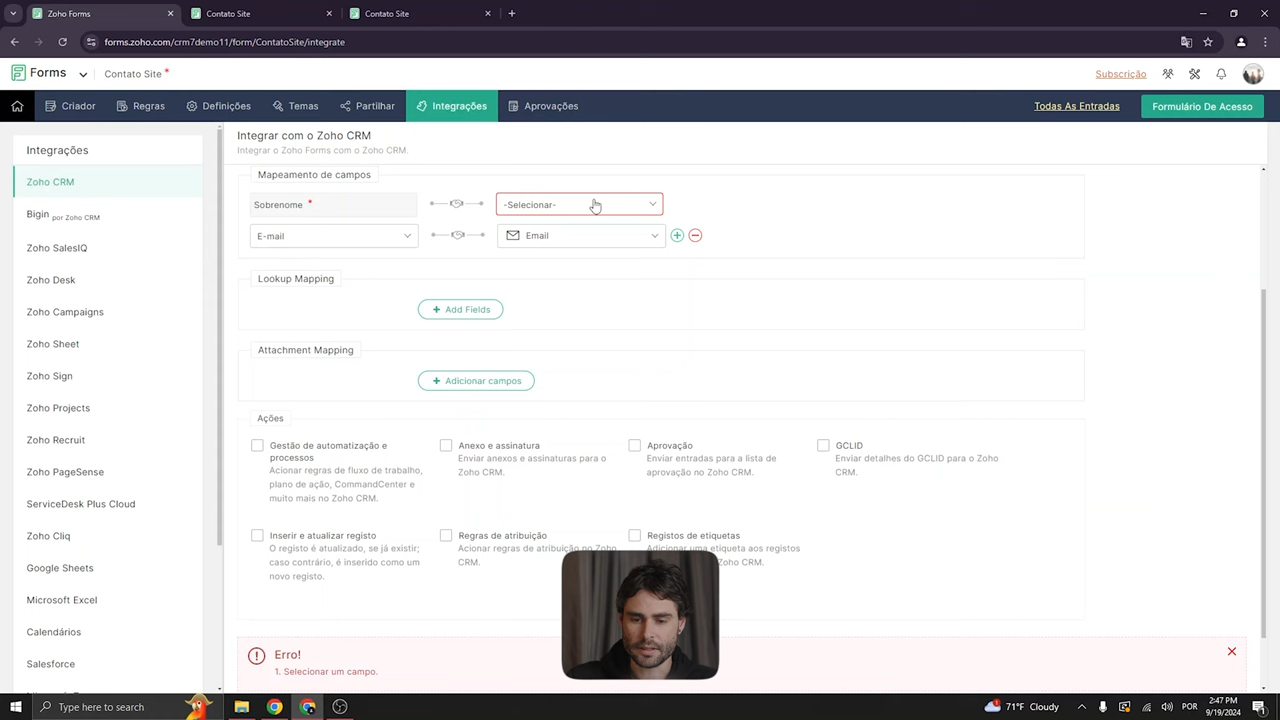 Zoho Forms
Contato Site
Contato Site
forms.zoho.com/crm7demo11/form/ContatoSite/integrate
Forms
Contato Site *
Subscrição
Criador
Regras
Definições
Temas
Partilhar
Integrações
Aprovações
Todas As Entradas
Formulário De Acesso
Integrações
Zoho CRM
Bigin por Zoho CRM
Zoho SalesIQ
Zoho Desk
Zoho Campaigns
Zoho Sheet
Zoho Sign
Zoho Projects
Zoho Recruit
Zoho PageSense
ServiceDesk Plus Cloud
Zoho Cliq
Google Sheets
Microsoft Excel
Calendários
Salesforce
Integrar com o Zoho CRM
Integrar o Zoho Forms com o Zoho CRM.
Mapeamento de campos
Sobrenome *
-Selecionar-
E-mail
Email
Lookup Mapping
+ Add Fields
Attachment Mapping
+ Adicionar campos
Ações
Gestão de automatização e
processos
Acionar regras de fluxo de trabalho,
plano de ação, CommandCenter e
muito mais no Zoho CRM.
Anexo e assinatura
Enviar anexos e assinaturas para o
Zoho CRM.
Aprovação
Enviar entradas para a lista de
aprovação no Zoho CRM.
GCLID
Enviar detalhes do GCLID para o Zoho
CRM.
Inserir e atualizar registo
O registo é atualizado, se já existir;
caso contrário, é inserido como um
novo registo.
Regras de atribuição
Acionar regras de atribuição no Zoho
CRM.
Registos de etiquetas
Adicionar uma etiqueta aos registos
Zoho CRM.
Erro!
1. Selecionar um campo.
Type here to search
71°F Cloudy
POR
2:47 PM
9/19/2024